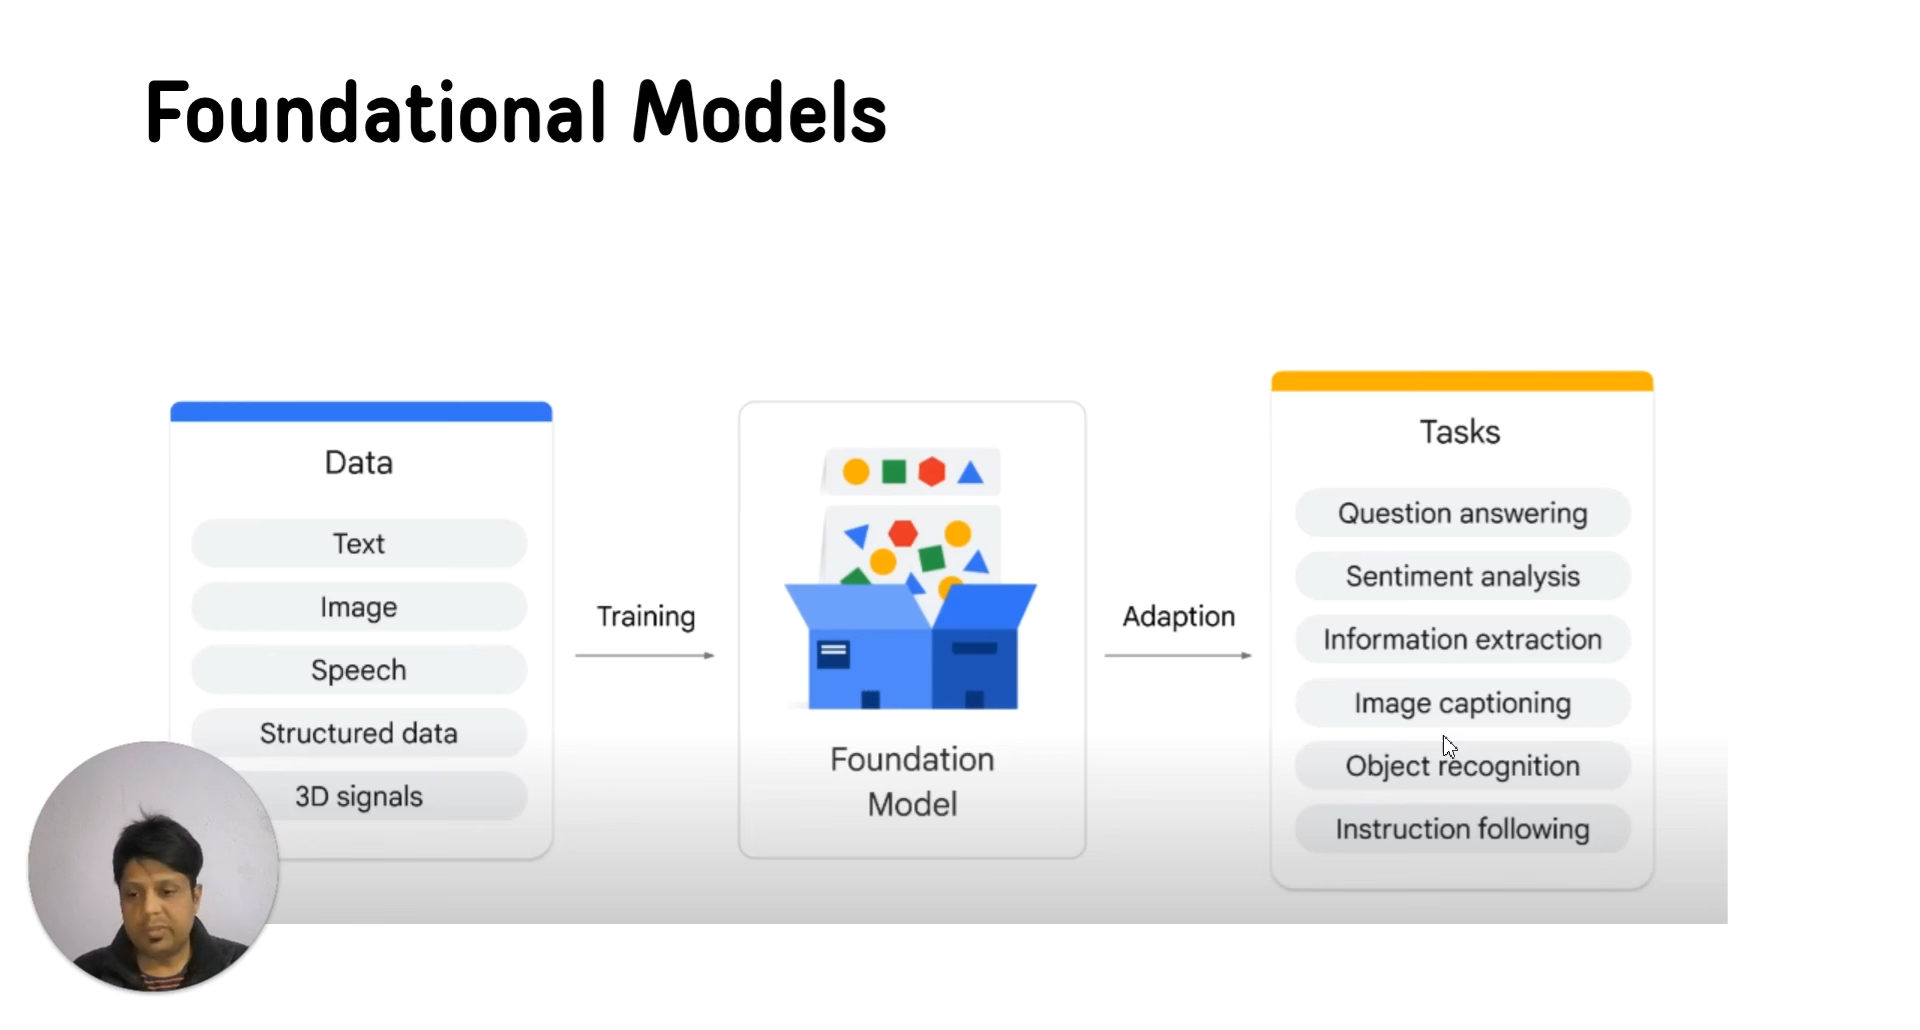 Foundational Models
Data
Text
Image
Speech
Structured data
3D signals
Training
Foundation
Model
Adaption
Tasks
Question answering
Sentiment analysis
Information extraction
Image captioning
Object recognition
Instruction following